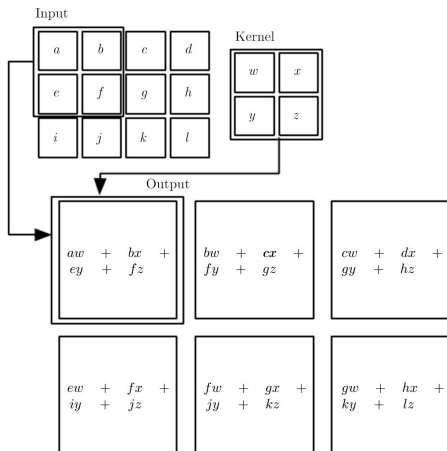 Input
Kernel
a b c d
w x
e f g h
y z
i j k l
Output
aw + bx +
ey + fz
bw + cx +
fy + gz
cw + dx +
gy + hz
ew + fx +
iy + jz
fw + gx +
jy + kz
gw + hx +
ky + lz